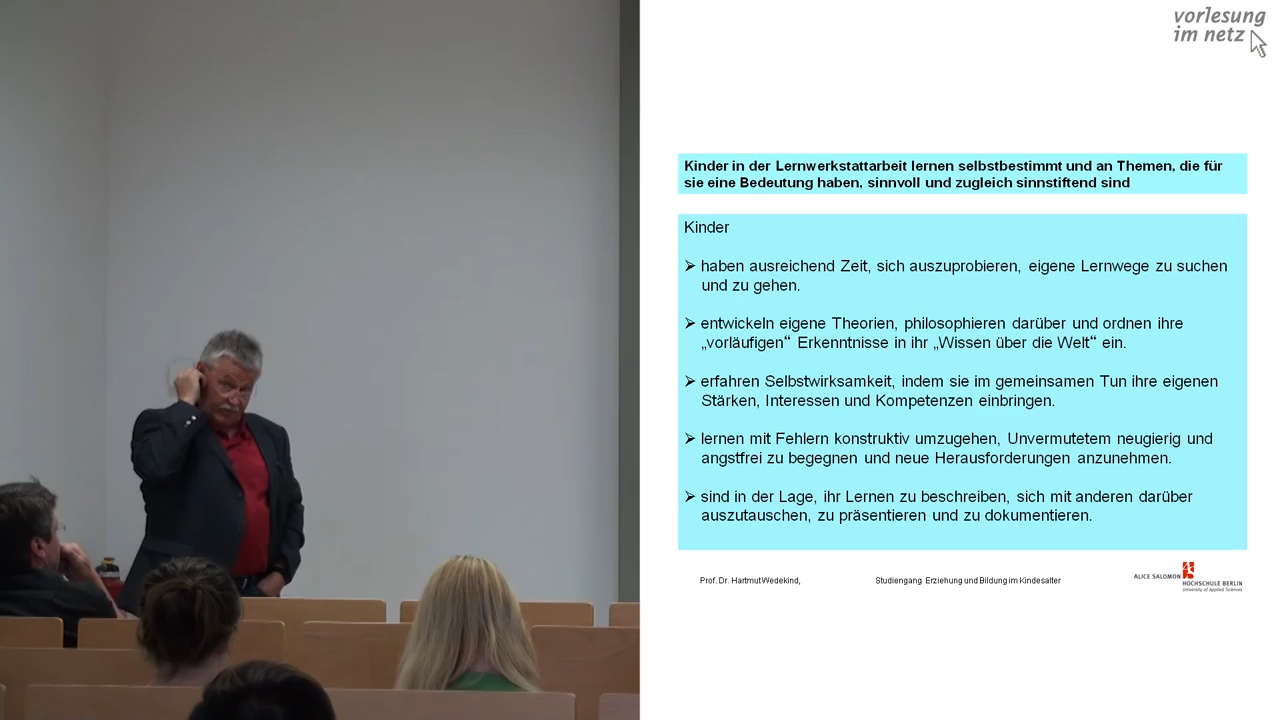 vorlesung
im netz
Kinder in der Lernwerkstattarbeit lernen selbstbestimmt und an Themen, die für
sie eine Bedeutung haben, sinnvoll und zugleich sinnstiftend sind
Kinder
➢ haben ausreichend Zeit, sich auszuprobieren, eigene Lernwege zu suchen
und zu gehen.
➢ entwickeln eigene Theorien, philosophieren darüber und ordnen ihre
„vorläufigen“ Erkenntnisse in ihr „Wissen über die Welt“ ein.
➢ erfahren Selbstwirksamkeit, indem sie im gemeinsamen Tun ihre eigenen
Stärken, Interessen und Kompetenzen einbringen.
➢ lernen mit Fehlern konstruktiv umzugehen, Unvermutetem neugierig und
angstfrei zu begegnen und neue Herausforderungen anzunehmen.
➢ sind in der Lage, ihr Lernen zu beschreiben, sich mit anderen darüber
auszutauschen, zu präsentieren und zu dokumentieren.
Prof. Dr. Hartmut Wedekind,
Studiengang Erziehung und Bildung im Kindesalter
ALICE SALOMON
HOCHSCHULE BERLIN
University of Applied Sciences